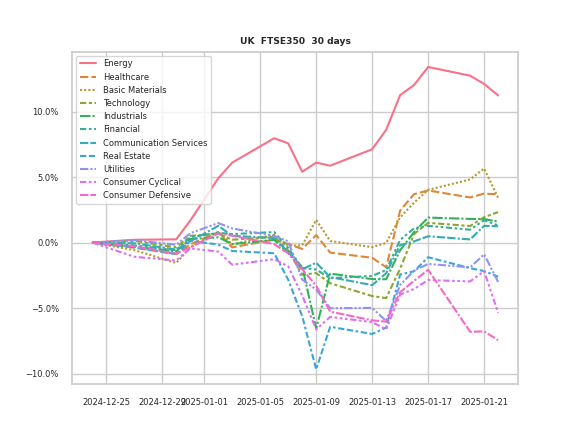 UK  FTSE350  30 days
Energy
Healthcare
Basic Materials
Technology
Industrials
Financial
Communication Services
Real Estate
Utilities
Consumer Cyclical
Consumer Defensive
10.0%
5.0%
0.0%
−5.0%
−10.0%
2024-12-25 2024-12-29 2025-01-01 2025-01-05 2025-01-09 2025-01-13 2025-01-17 2025-01-21